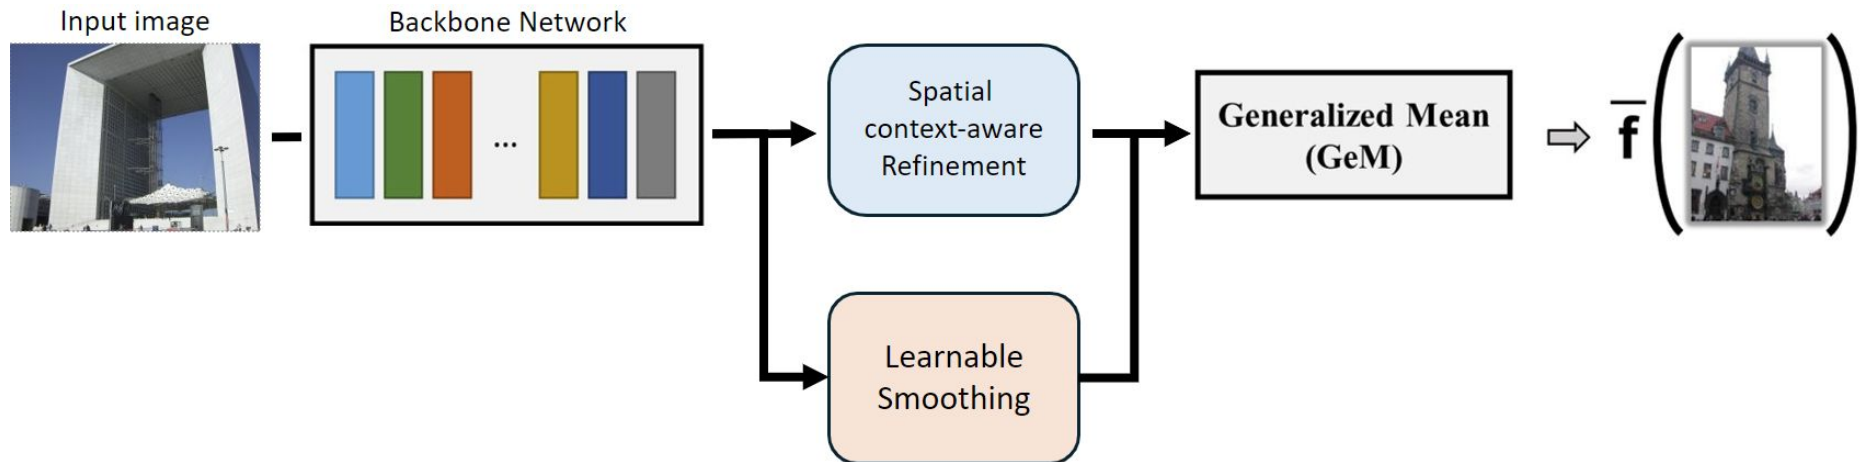 Input image
Backbone Network
...
Spatial
context-aware
Refinement
Learnable
Smoothing
Generalized Mean
(GeM)
f̅ ( )